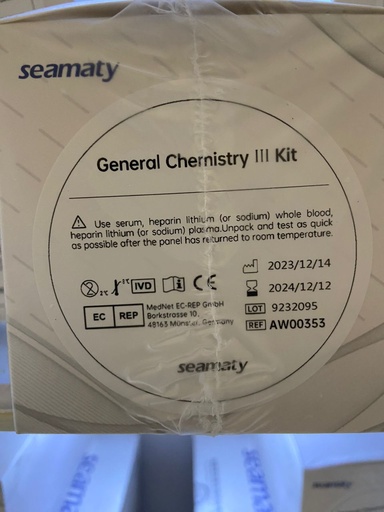 seamaty
General Chemistry III Kit
Use serum, heparin lithium (or sodium) whole blood,
heparin lithium (or sodium) plasma.Unpack and test as quick
as possible after the panel has returned to room temperature.
2023/12/14
2℃ IVD CE
2024/12/12
EC REP
MedNet EC-REP GmbH
Borkstrasse 10,
48163 Münster, Germany
LOT 9232095
REF AW00353
seamaty
seamaty
seamaty
seamaty